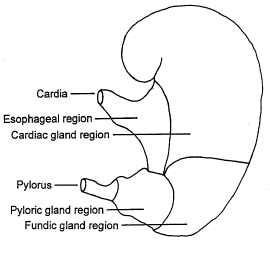 Cardia
Esophageal region
Cardiac gland region
Pylorus
Pyloric gland region
Fundic gland region